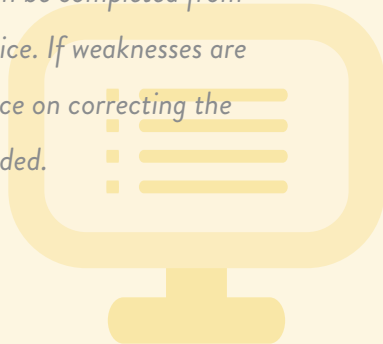 be completed from
ice. If weaknesses are
ce on correcting the
ded.